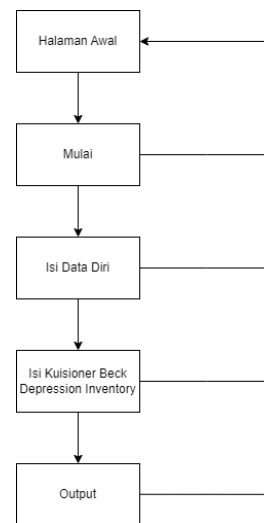 Halaman Awal
Mulai
Isi Data Diri
Isi Kuisioner Beck
Depression Inventory
Output